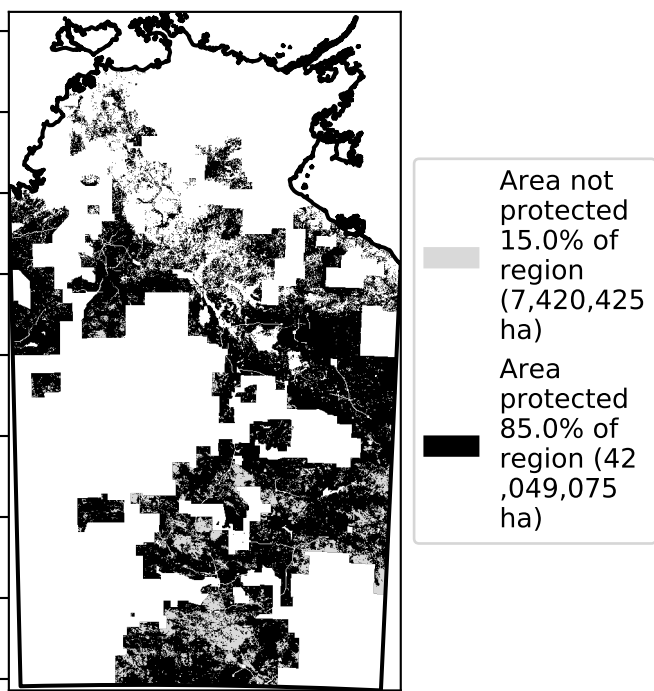 Area not
protected
15.0% of
region
(7,420,425
ha)
Area
protected
85.0% of
region (42
,049,075
ha)